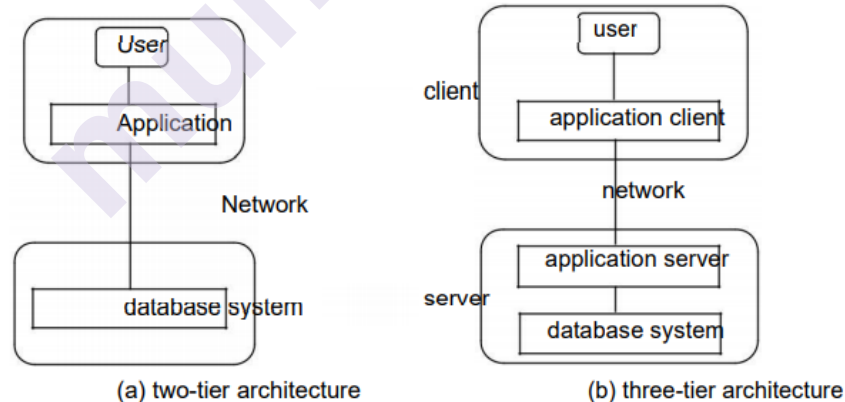 User
Application
Network
database system
(a) two-tier architecture
user
client
application client
network
application server
server
database system
(b) three-tier architecture